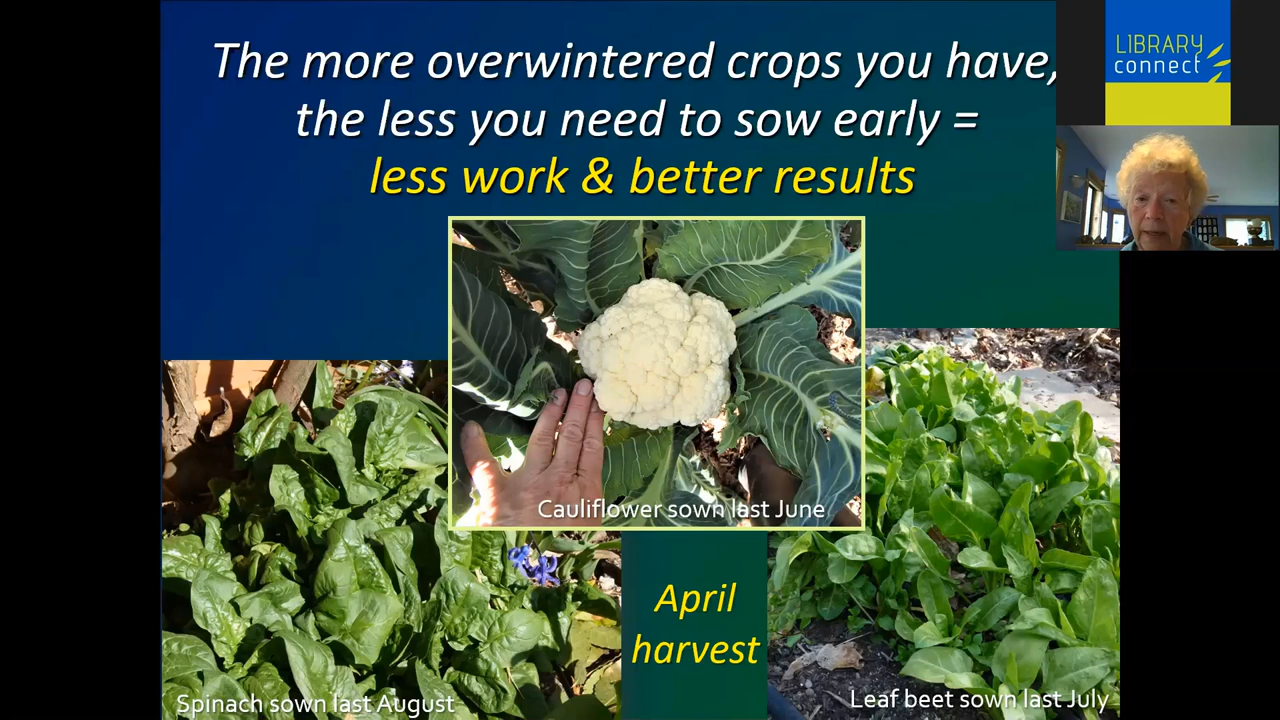 The more overwintered crops you have,
the less you need to sow early =
less work & better results
LIBRARY
connect
Cauliflower sown last June
April
harvest
Spinach sown last August
Leaf beet sown last July